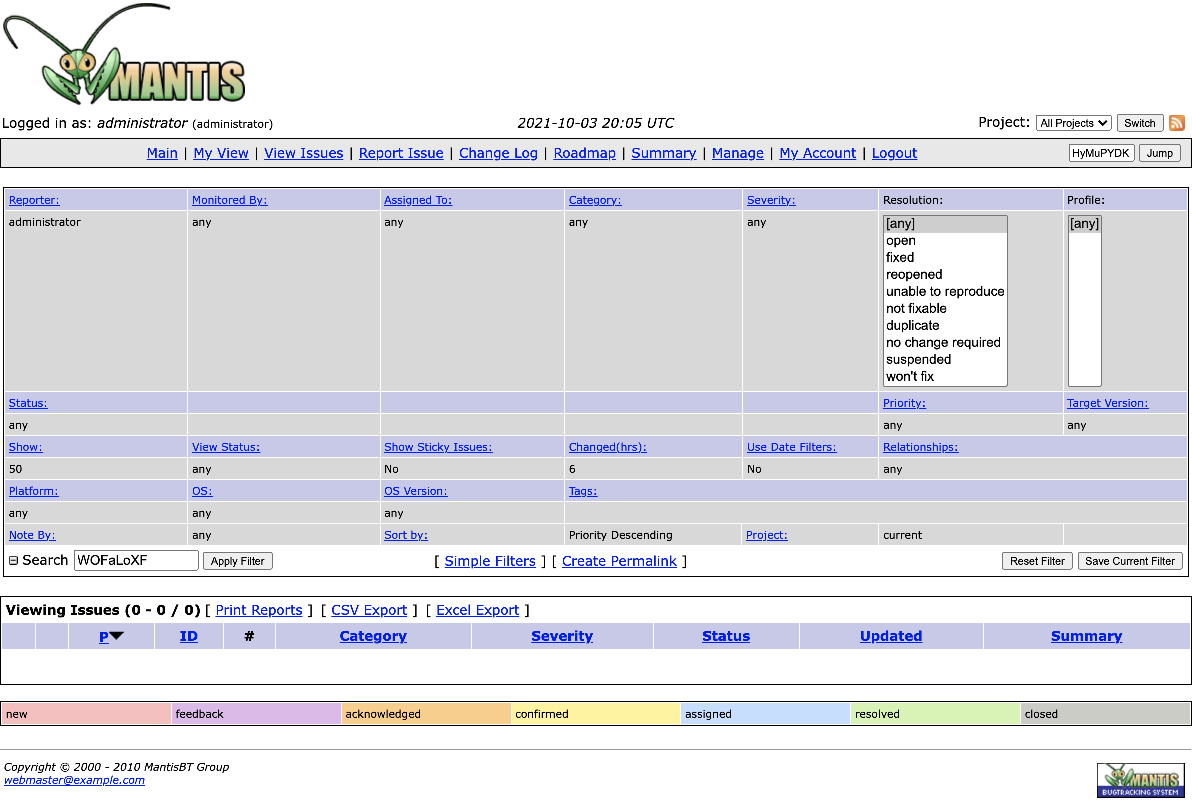 MANTIS
Logged in as: administrator (administrator) 2021-10-03 20:05 UTC Project: All Projects Switch
Main | My View | View Issues | Report Issue | Change Log | Roadmap | Summary | Manage | My Account | Logout HyMuPYDK Jump
Reporter: Monitored By: Assigned To: Category: Severity: Resolution: Profile:
administrator any any any any [any] [any]
open
fixed
reopened
unable to reproduce
not fixable
duplicate
no change required
suspended
won't fix
Status: Priority: Target Version:
any any any
Show: View Status: Show Sticky Issues: Changed(hrs): Use Date Filters: Relationships:
50 any No 6 No any
Platform: OS: OS Version: Tags:
any any any
Note By: any Sort by: Priority Descending Project: current
Search WOFaLoXF Apply Filter [ Simple Filters ] [ Create Permalink ] Reset Filter Save Current Filter
Viewing Issues (0 - 0 / 0) [ Print Reports ] [ CSV Export ] [ Excel Export ]
P ID # Category Severity Status Updated Summary
new feedback acknowledged confirmed assigned resolved closed
Copyright © 2000 - 2010 MantisBT Group
webmaster@example.com
MANTIS
BUGTRACKING SYSTEM